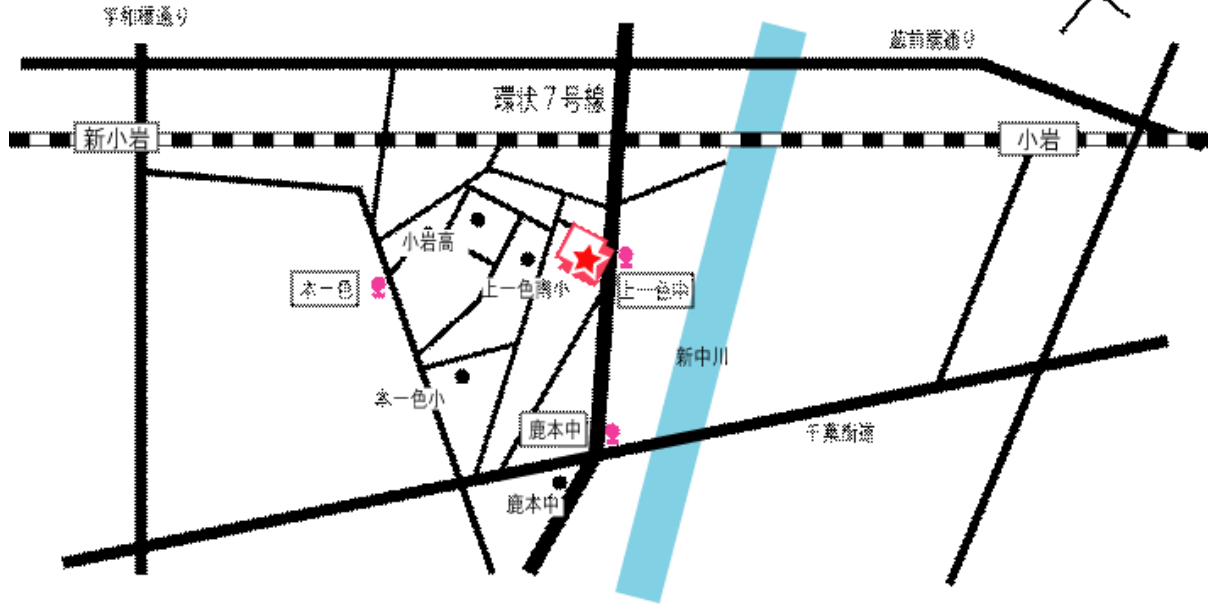 平和橋通り
蔵前橋通り
環状７号線
新小岩
小岩
小岩高
本一色
上一色南小
上一色中
新中川
本一色小
鹿本中
千葉街道
鹿本中